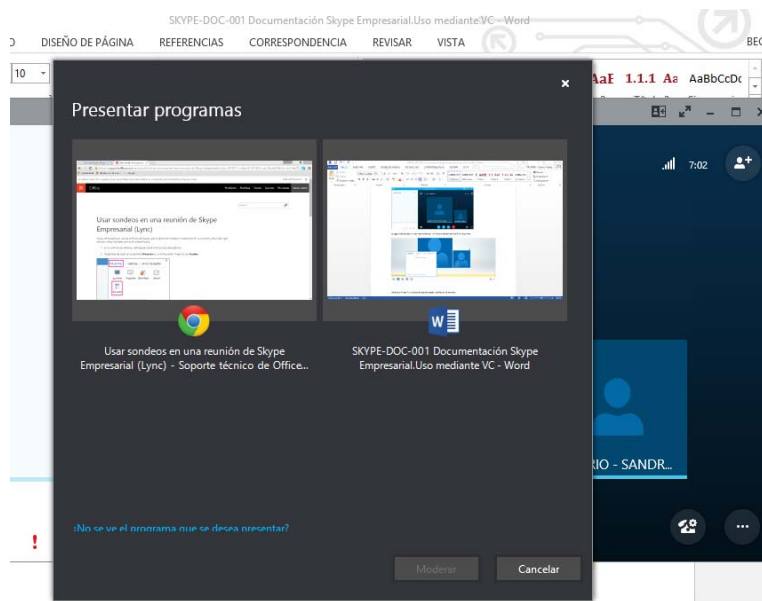 SKYPE-DOC-001 Documentación Skype Empresarial.Uso mediante VC - Word
DISEÑO DE PÁGINA REFERENCIAS CORRESPONDENCIA REVISAR VISTA
10 AaE 1.1.1 Aa AaBbCcDc
Presentar programas
7:02
Usar sondeos en una reunión de Skype
Empresarial (Lync)
Usar sondeos en una reunión de Skype
Empresarial (Lync) - Soporte técnico de Office...
SKYPE-DOC-001 Documentación Skype
Empresarial.Uso mediante VC - Word
RIO - SANDR...
¿No se ve el programa que se desea presentar?
!
Moderar Cancelar